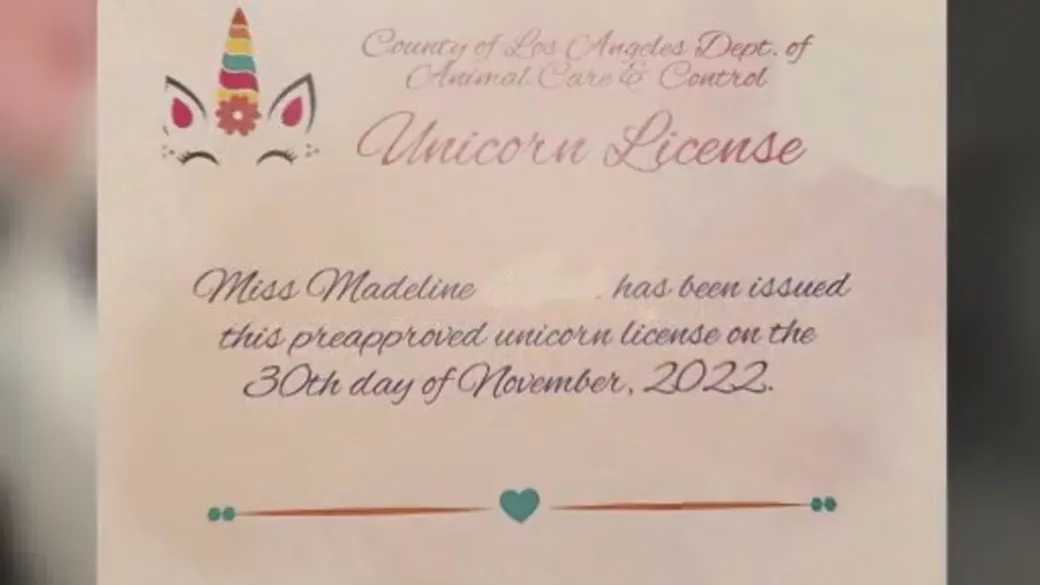 County of Los Angeles Dept. of
Animal Care & Control
Unicorn License
Miss Madeline . has been issued
this preapproved unicorn license on the
30th day of November, 2022.